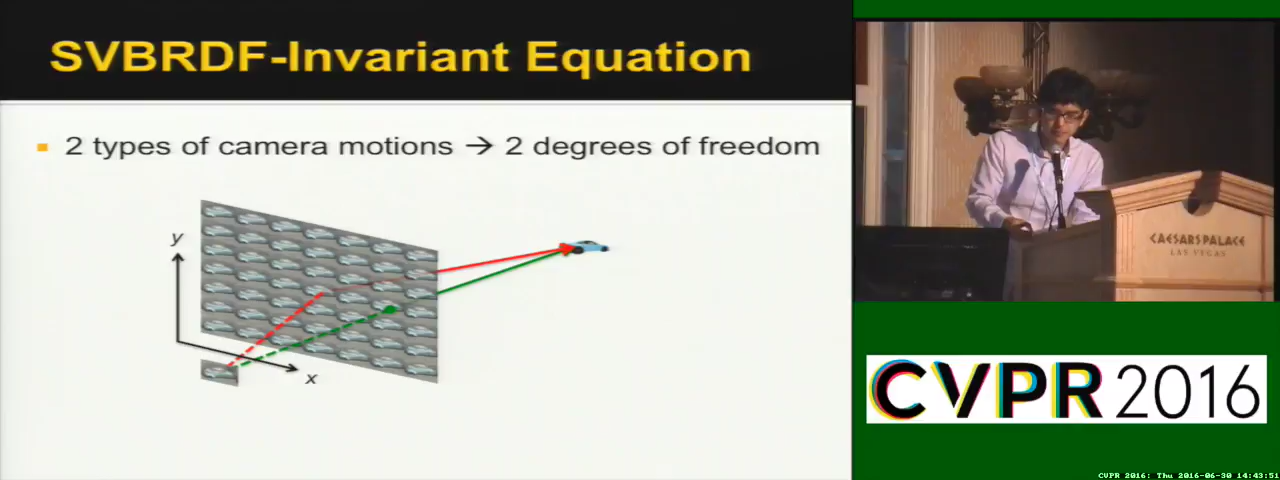 SVBRDF-Invariant Equation
2 types of camera motions → 2 degrees of freedom
y
x
CAESARS PALACE
LAS VEGAS
CVPR 2016
CVPR 2016: Thu 2016-06-30 14:43:51